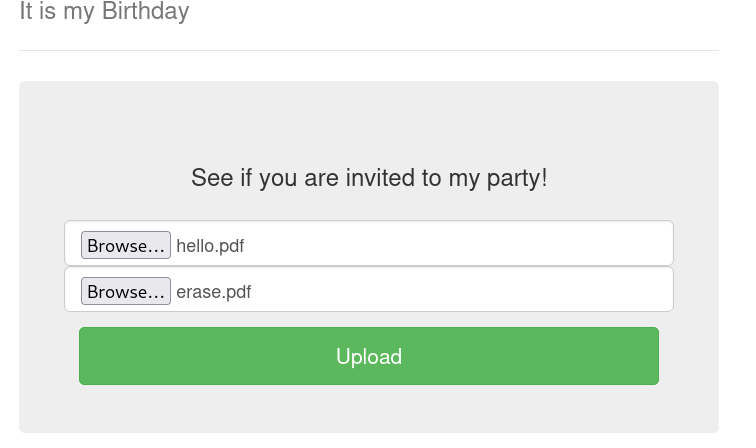 It is my Birthday
See if you are invited to my party!
Browse... hello.pdf
Browse... erase.pdf
Upload